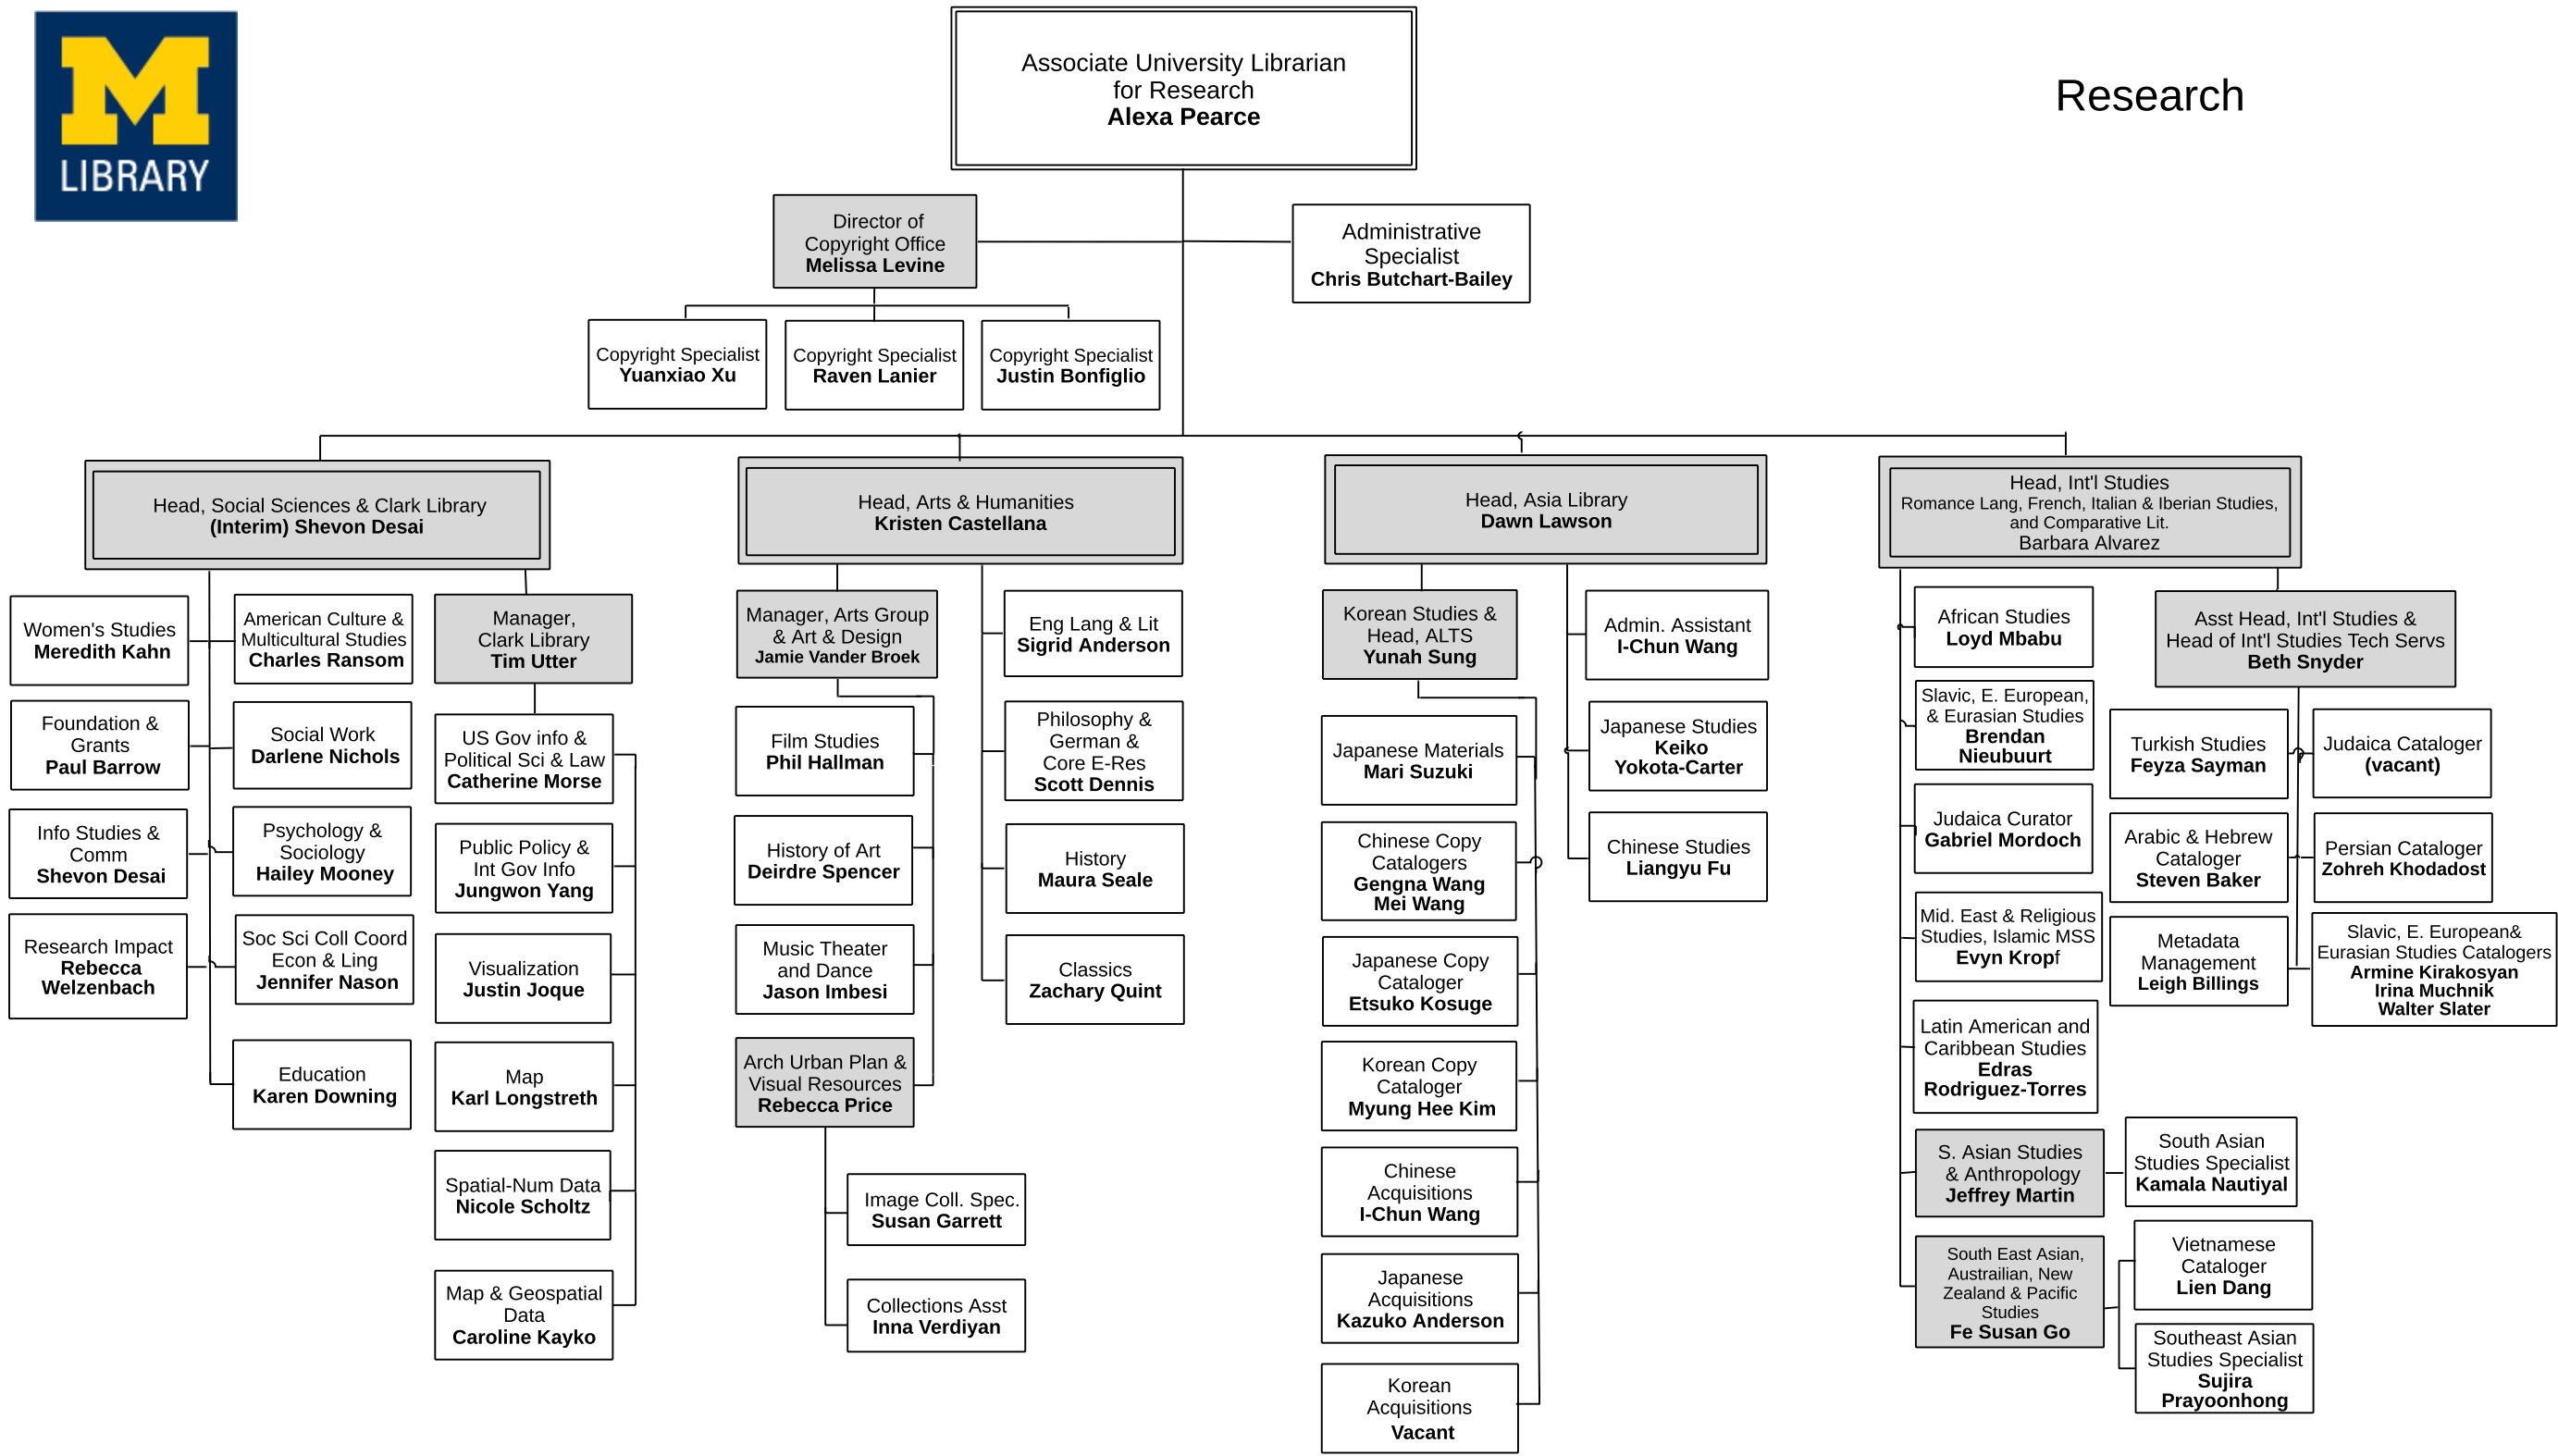 M
LIBRARY
Associate University Librarian
for Research
Alexa Pearce
Research
Director of
Copyright Office
Melissa Levine
Administrative
Specialist
Chris Butchart-Bailey
Copyright Specialist
Yuanxiao Xu
Copyright Specialist
Raven Lanier
Copyright Specialist
Justin Bonfiglio
Head, Social Sciences & Clark Library
(Interim) Shevon Desai
Women's Studies
Meredith Kahn
American Culture &
Multicultural Studies
Charles Ransom
Foundation &
Grants
Paul Barrow
Social Work
Darlene Nichols
Info Studies &
Comm
Shevon Desai
Psychology &
Sociology
Hailey Mooney
Research Impact
Rebecca
Welzenbach
Soc Sci Coll Coord
Econ & Ling
Jennifer Nason
Education
Karen Downing
Manager,
Clark Library
Tim Utter
US Gov info &
Political Sci & Law
Catherine Morse
Public Policy &
Int Gov Info
Jungwon Yang
Visualization
Justin Joque
Map
Karl Longstreth
Spatial-Num Data
Nicole Scholtz
Map & Geospatial
Data
Caroline Kayko
Head, Arts & Humanities
Kristen Castellana
Manager, Arts Group
& Art & Design
Jamie Vander Broek
Film Studies
Phil Hallman
History of Art
Deirdre Spencer
Music Theater
and Dance
Jason Imbesi
Arch Urban Plan &
Visual Resources
Rebecca Price
Image Coll. Spec.
Susan Garrett
Collections Asst
Inna Verdiyan
Eng Lang & Lit
Sigrid Anderson
Philosophy &
German &
Core E-Res
Scott Dennis
History
Maura Seale
Classics
Zachary Quint
Head, Asia Library
Dawn Lawson
Korean Studies &
Head, ALTS
Yunah Sung
Japanese Materials
Mari Suzuki
Chinese Copy
Catalogers
Gengna Wang
Mei Wang
Japanese Copy
Cataloger
Etsuko Kosuge
Korean Copy
Cataloger
Myung Hee Kim
Chinese
Acquisitions
I-Chun Wang
Japanese
Acquisitions
Kazuko Anderson
Korean
Acquisitions
Vacant
Admin. Assistant
I-Chun Wang
Japanese Studies
Keiko
Yokota-Carter
Chinese Studies
Liangyu Fu
Head, Int'l Studies
Romance Lang, French, Italian & Iberian Studies,
and Comparative Lit.
Barbara Alvarez
African Studies
Loyd Mbabu
Slavic, E. European,
& Eurasian Studies
Brendan
Nieubuurt
Judaica Curator
Gabriel Mordoch
Mid. East & Religious
Studies, Islamic MSS
Evyn Kropf
Latin American and
Caribbean Studies
Edras
Rodriguez-Torres
S. Asian Studies
& Anthropology
Jeffrey Martin
South Asian
Studies Specialist
Kamala Nautiyal
South East Asian,
Austrailian, New
Zealand & Pacific
Studies
Fe Susan Go
Vietnamese
Cataloger
Lien Dang
Southeast Asian
Studies Specialist
Sujira
Prayoonhong
Asst Head, Int'l Studies &
Head of Int'l Studies Tech Servs
Beth Snyder
Turkish Studies
Feyza Sayman
Judaica Cataloger
(vacant)
Arabic & Hebrew
Cataloger
Steven Baker
Persian Cataloger
Zohreh Khodadost
Metadata
Management
Leigh Billings
Slavic, E. European&
Eurasian Studies Catalogers
Armine Kirakosyan
Irina Muchnik
Walter Slater